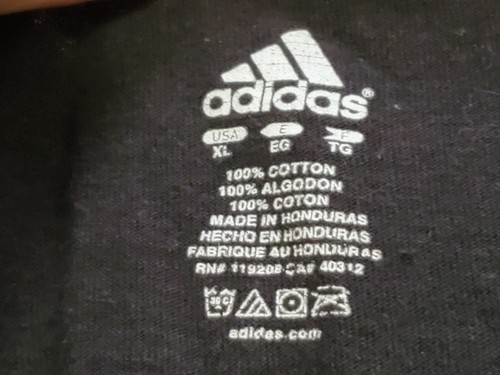 adidas®
USA E F
XL EG TG
100% COTTON
100% ALGODON
100% COTON
MADE IN HONDURAS
HECHO EN HONDURAS
FABRIQUE AU HONDURAS
RN# 119208 CA# 40312
adidas.com